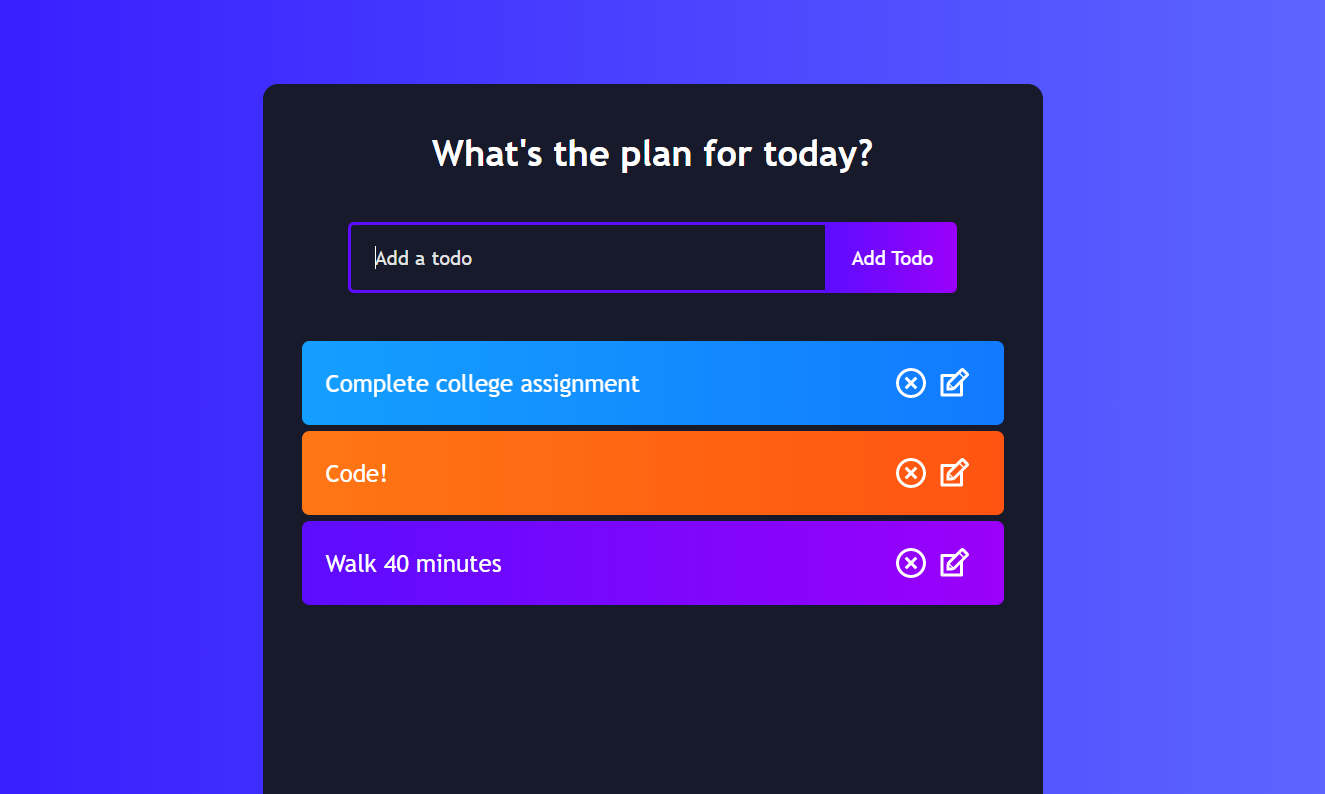 What's the plan for today?
Add a todo
Add Todo
Complete college assignment
Code!
Walk 40 minutes